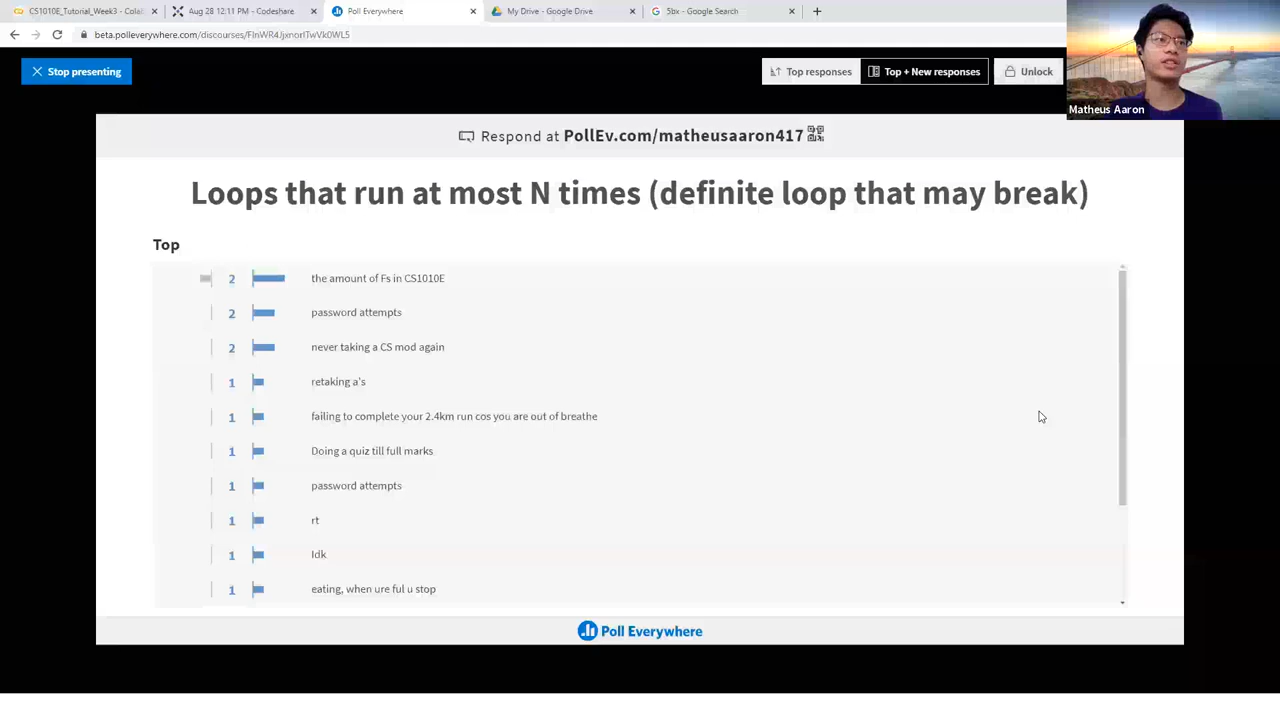 CS1010E_Tutorial_Week3 - Colab
Aug 28 12:11 PM - Codeshare
Poll Everywhere
My Drive - Google Drive
5bx - Google Search
beta.polleverywhere.com/discourses/
Stop presenting
Top responses
Top + New responses
Unlock
Matheus Aaron
Respond at PollEv.com/matheusaaron417
Loops that run at most N times (definite loop that may break)
Top
2 the amount of Fs in CS1010E
2 password attempts
2 never taking a CS mod again
1 retaking a's
1 failing to complete your 2.4km run cos you are out of breathe
1 Doing a quiz till full marks
1 password attempts
1 rt
1 Idk
1 eating, when ure ful u stop
Poll Everywhere